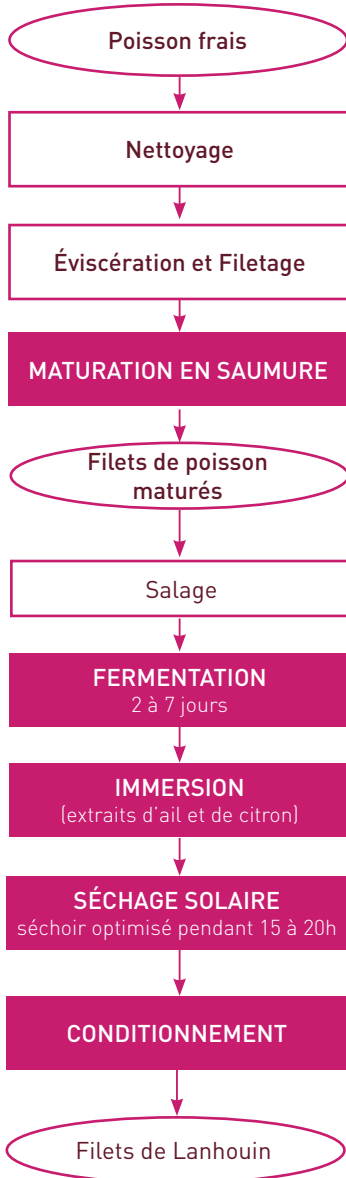 Poisson frais
Nettoyage
Éviscération et Filetage
MATURATION EN SAUMURE
Filets de poisson
maturés
Salage
FERMENTATION
2 à 7 jours
IMMERSION
(extraits d'ail et de citron)
SÉCHAGE SOLAIRE
séchoir optimisé pendant 15 à 20h
CONDITIONNEMENT
Filets de Lanhouin